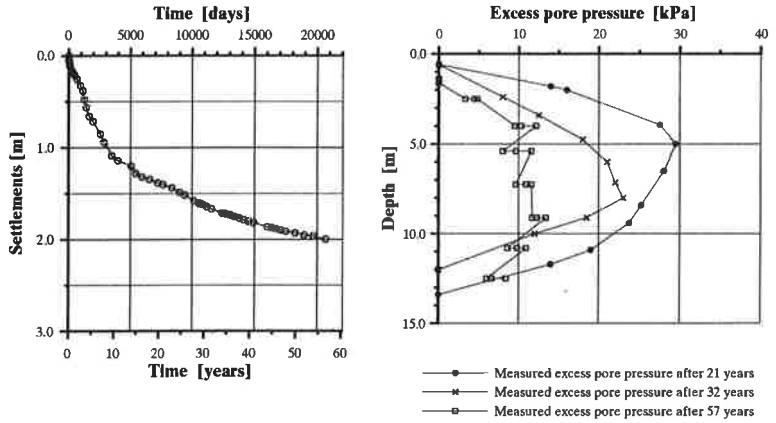 Time [days]
0 5000 10000 15000 20000
0.0
1.0
2.0
3.0
Settlements [m]
0 10 20 30 40 50 60
Time [years]
Excess pore pressure [kPa]
0 10 20 30 40
0.0
5.0
10.0
15.0
Depth [m]
Measured excess pore pressure after 21 years
Measured excess pore pressure after 32 years
Measured excess pore pressure after 57 years